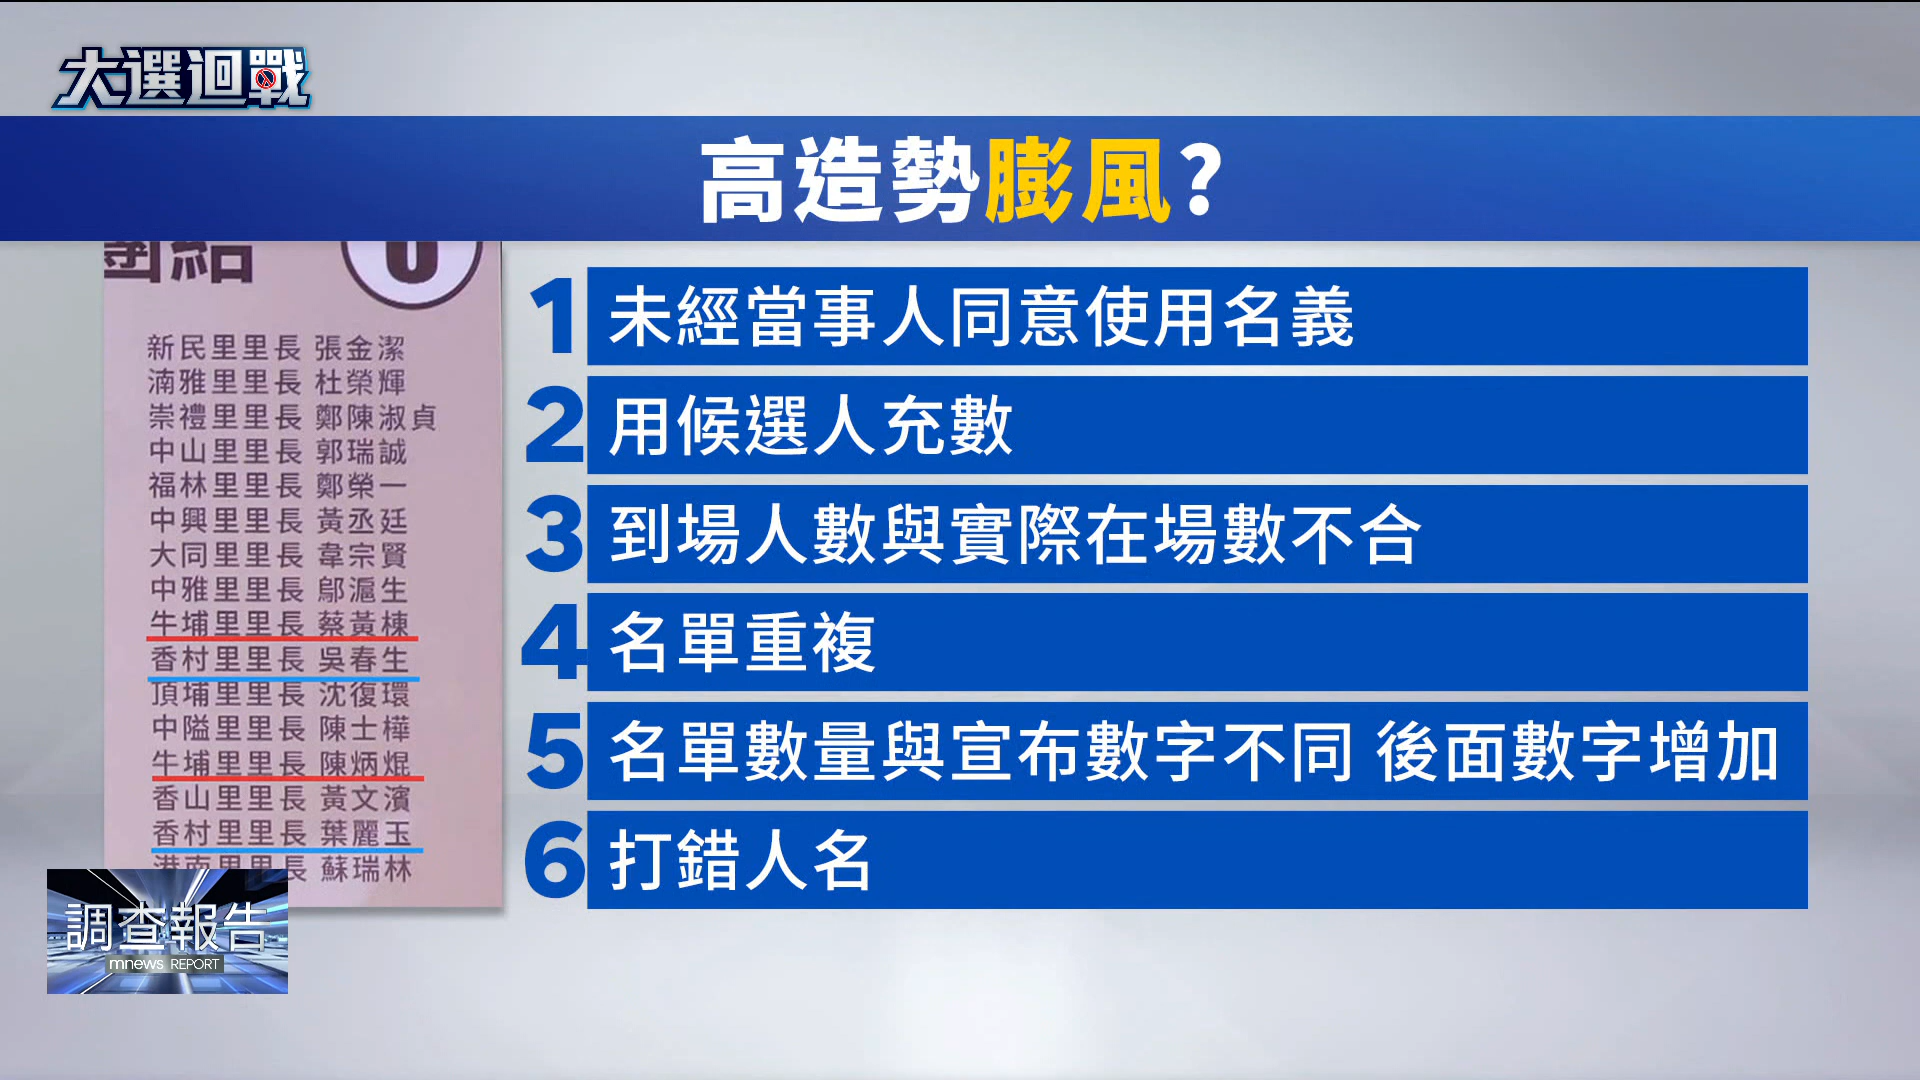 大選迴戰
高造勢膨風?
團結 6
新民里里長 張金潔
湳雅里里長 杜榮輝
崇禮里里長 鄭陳淑貞
中山里里長 郭瑞誠
福林里里長 鄭榮一
中興里里長 黃丞廷
大同里里長 韋宗賢
中雅里里長 鄔滬生
牛埔里里長 蔡黃棟
香村里里長 吳春生
頂埔里里長 沈復環
中隘里里長 陳士樺
牛埔里里長 陳炳焜
香山里里長 黃文濱
香村里里長 葉麗玉
港南里里長 蘇瑞林
1 未經當事人同意使用名義
2 用候選人充數
3 到場人數與實際在場數不合
4 名單重複
5 名單數量與宣布數字不同 後面數字增加
6 打錯人名
調查報告
mnews REPORT